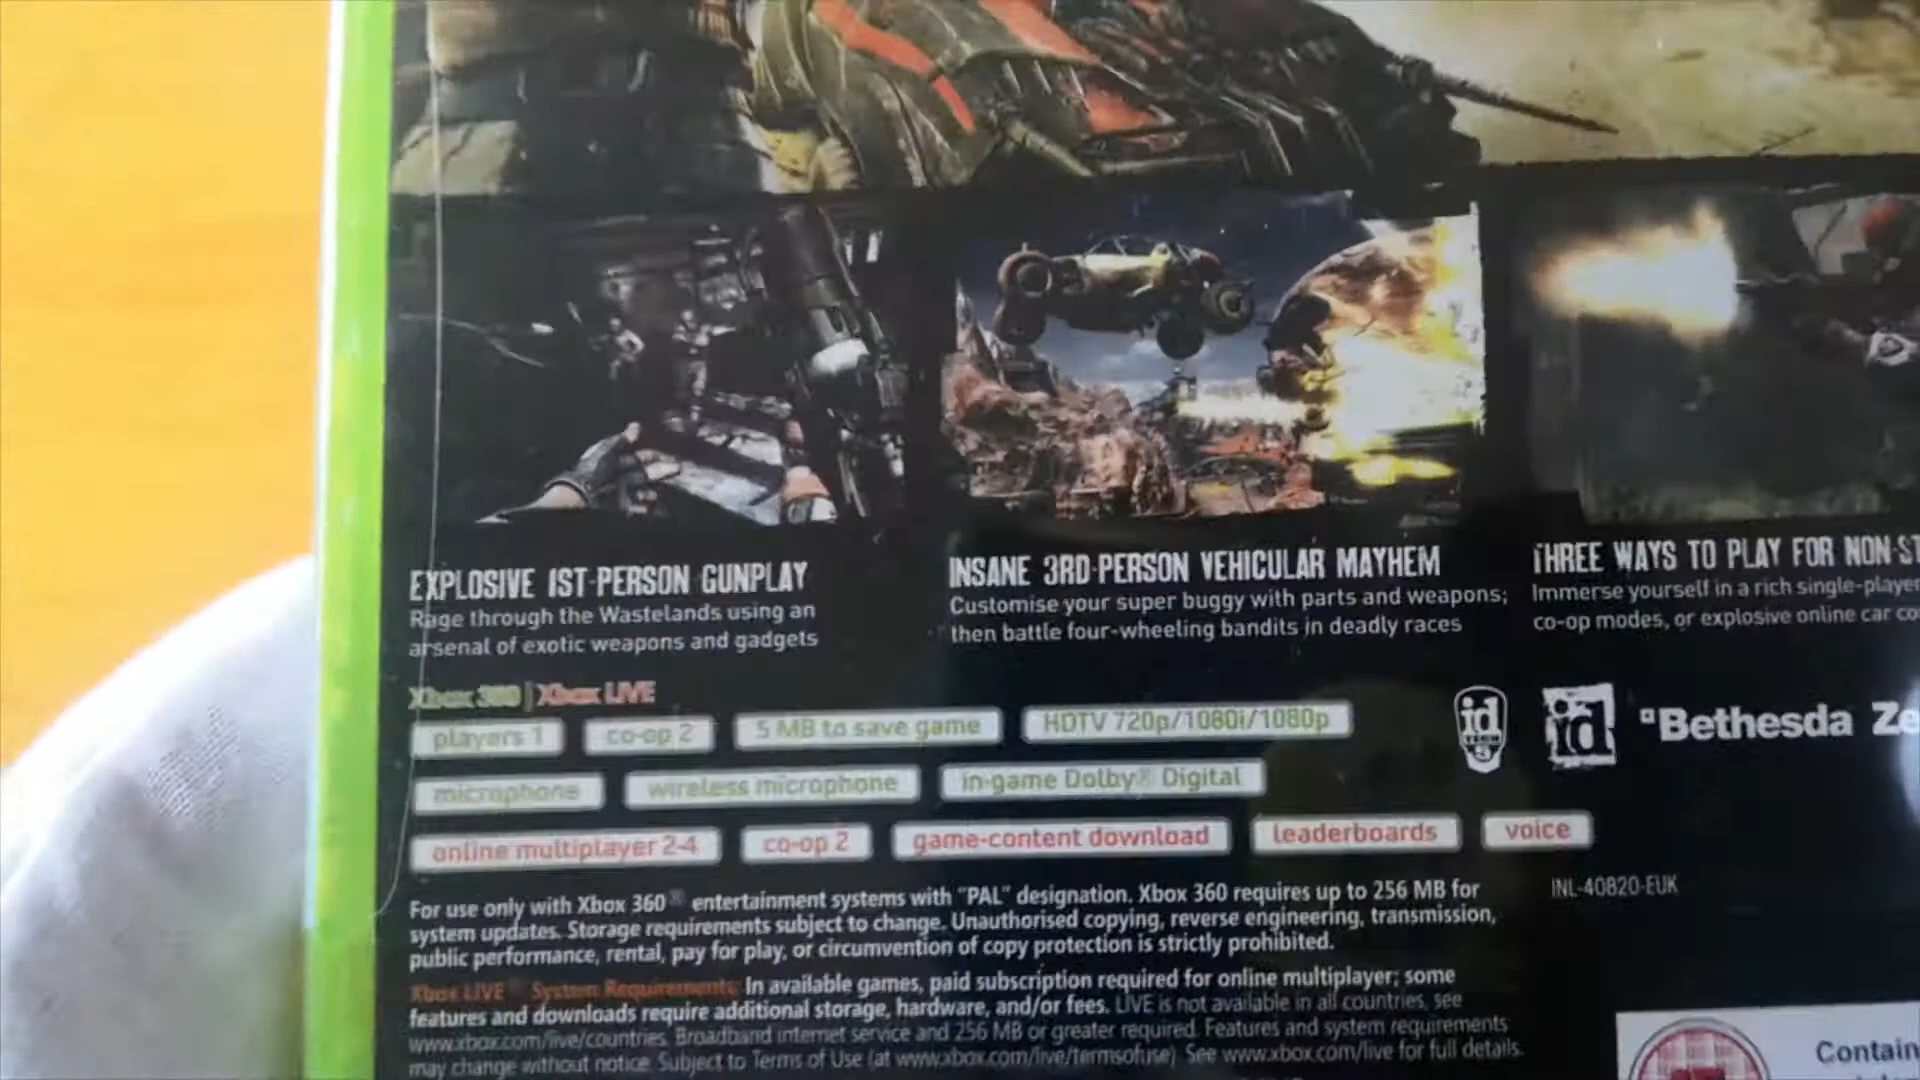 EXPLOSIVE 1ST-PERSON GUNPLAY
Rage through the Wastelands using an
arsenal of exotic weapons and gadgets
INSANE 3RD-PERSON VEHICULAR MAYHEM
Customise your super buggy with parts and weapons;
then battle four-wheeling bandits in deadly races
THREE WAYS TO PLAY FOR NON-ST
Immerse yourself in a rich single-player
co-op modes, or explosive online car co
Xbox 360 | Xbox LIVE
players 1
co-op 2
5 MB to save game
HDTV 720p/1080i/1080p
microphone
wireless microphone
in-game Dolby® Digital
online multiplayer 2-4
co-op 2
game-content download
leaderboards
voice
id
TECH
5
id
Bethesda
Ze
INL-40820-EUK
For use only with Xbox 360® entertainment systems with "PAL" designation. Xbox 360 requires up to 256 MB for
system updates. Storage requirements subject to change. Unauthorised copying, reverse engineering, transmission,
public performance, rental, pay for play, or circumvention of copy protection is strictly prohibited.
Xbox LIVE® System Requirements: In available games, paid subscription required for online multiplayer; some
features and downloads require additional storage, hardware, and/or fees. LIVE is not available in all countries, see
www.xbox.com/live/countries. Broadband internet service and 256 MB or greater required. Features and system requirements
may change without notice. Subject to Terms of Use (at www.xbox.com/live/termsofuse). See www.xbox.com/live for full details.
Contain